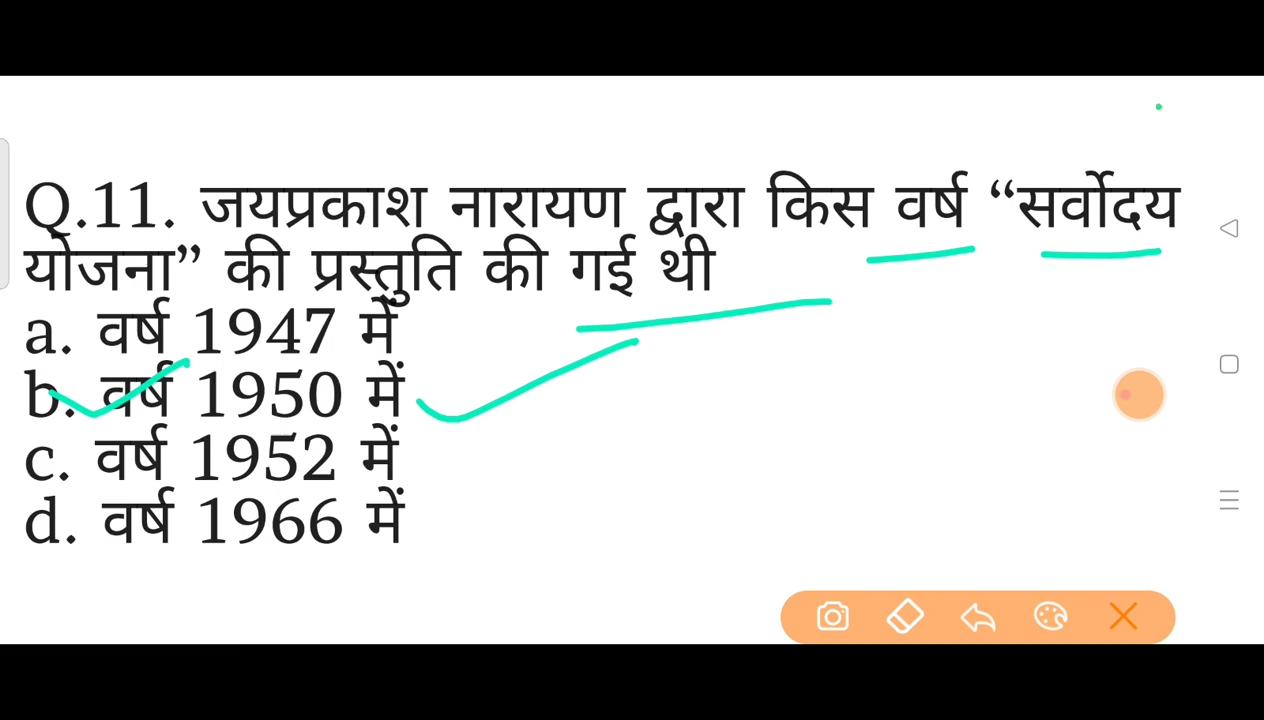 Q.11. जयप्रकाश नारायण द्वारा किस वर्ष “सर्वोदय
योजना” की प्रस्तुति की गई थी
a. वर्ष 1947 में
b. वर्ष 1950 में
c. वर्ष 1952 में
d. वर्ष 1966 में